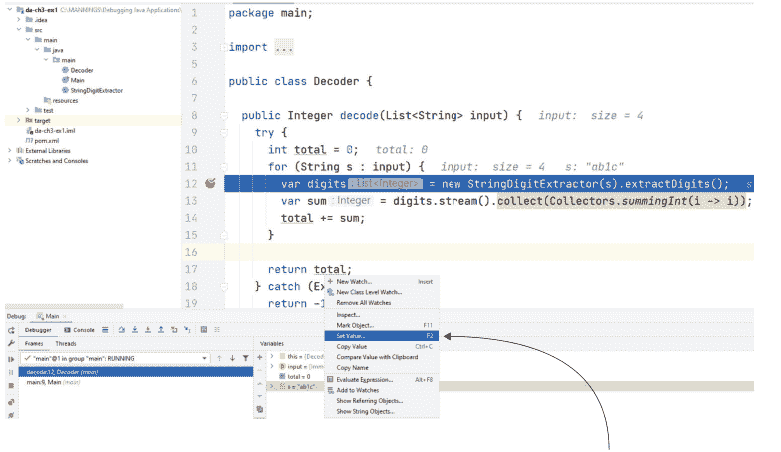 da-ch3-ex1 C:\MANNING\Debugging Java Applications\
.idea
src
main
java
main
Decoder
Main
StringDigitExtractor
resources
test
target
da-ch3-ex1.iml
pom.xml
External Libraries
Scratches and Consoles
1 package main;
2
3 import ...
5
6 public class Decoder {
7
8 public Integer decode(List<String> input) { input: size = 4
9 try {
10 int total = 0; total: 0
11 for (String s : input) { input: size = 4 s: "ab1c"
12 var digits :List<Integer> = new StringDigitExtractor(s).extractDigits(); s
13 var sum :Integer = digits.stream().collect(Collectors.summingInt(i -> i));
14 total += sum;
15 }
16
17 return total;
18 } catch (Ex
19 return -1
Debug: Main
Debugger Console
Frames Threads
"main"@1 in group "main": RUNNING
decode:12, Decoder (main)
main:9, Main (main)
Variables
this = {Decod
input = {Imm
total = 0
s = "ab1c"
New Watch... Insert
New Class Level Watch...
Remove All Watches
Inspect...
Mark Object... F11
Set Value... F2
Copy Value Ctrl+C
Compare Value with Clipboard
Copy Name
Evaluate Expression... Alt+F8
Add to Watches
Show Referring Objects...
Show String Objects...